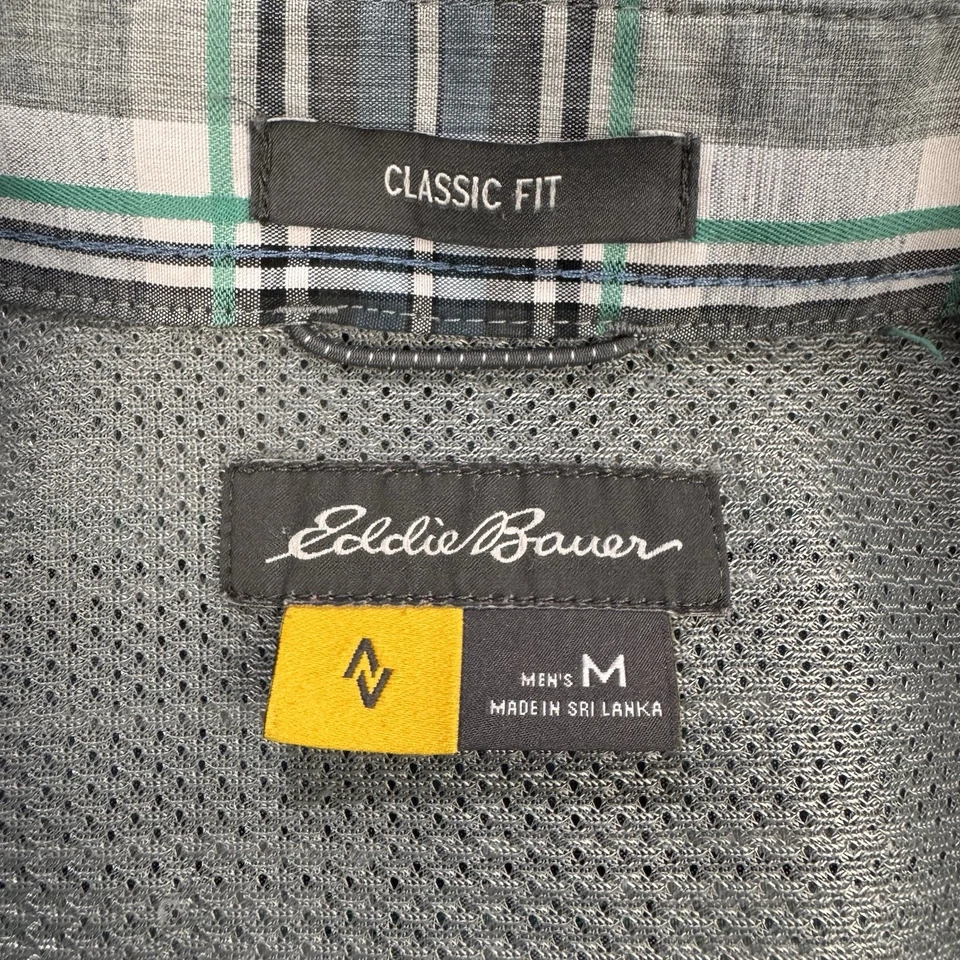 CLASSIC FIT
Eddie Bauer
MEN'S M
MADE IN SRI LANKA